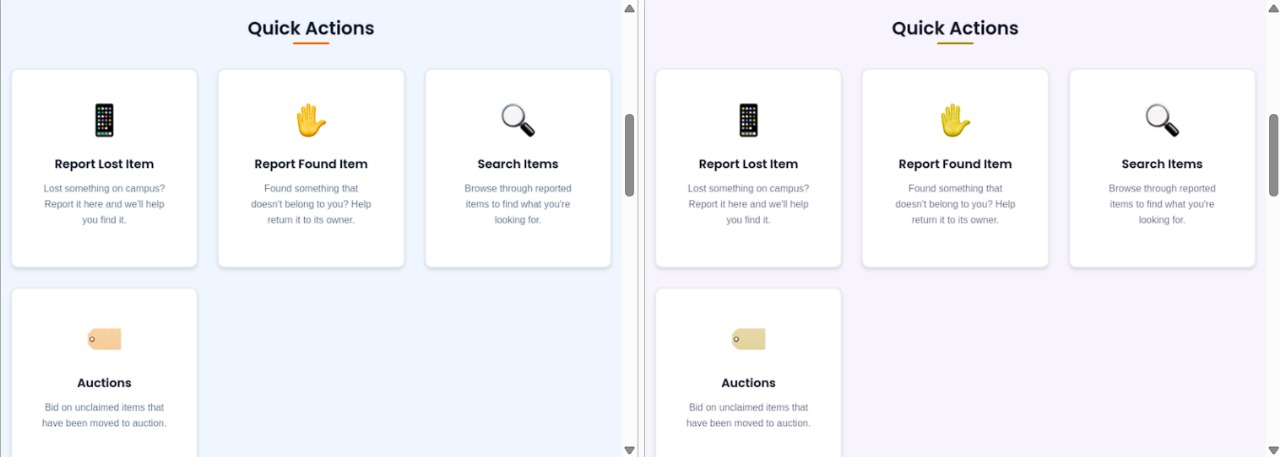 Quick Actions
Report Lost Item
Lost something on campus?
Report it here and we'll help
you find it.
Report Found Item
Found something that
doesn't belong to you? Help
return it to its owner.
Search Items
Browse through reported
items to find what you're
looking for.
Auctions
Bid on unclaimed items that
have been moved to auction.
Quick Actions
Report Lost Item
Lost something on campus?
Report it here and we'll help
you find it.
Report Found Item
Found something that
doesn't belong to you? Help
return it to its owner.
Search Items
Browse through reported
items to find what you're
looking for.
Auctions
Bid on unclaimed items that
have been moved to auction.